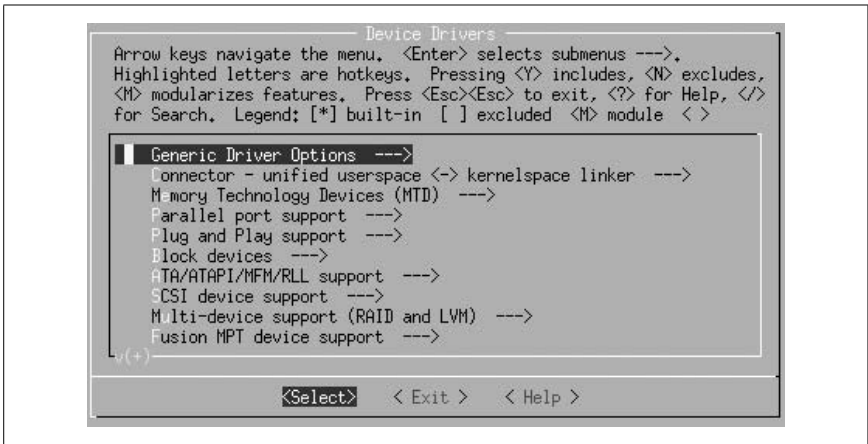 Device Drivers
Arrow keys navigate the menu. <Enter> selects submenus --->.
Highlighted letters are hotkeys. Pressing <Y> includes, <N> excludes,
<M> modularizes features. Press <Esc><Esc> to exit, <?> for Help, </>
for Search. Legend: [*] built-in [ ] excluded <M> module < >
Generic Driver Options --->
Connector - unified userspace <-> kernelspace linker --->
Memory Technology Devices (MTD) --->
Parallel port support --->
Plug and Play support --->
Block devices --->
ATA/ATAPI/MFM/RLL support --->
SCSI device support --->
Multi-device support (RAID and LVM) --->
Fusion MPT device support --->
v(+)
<Select> < Exit > < Help >